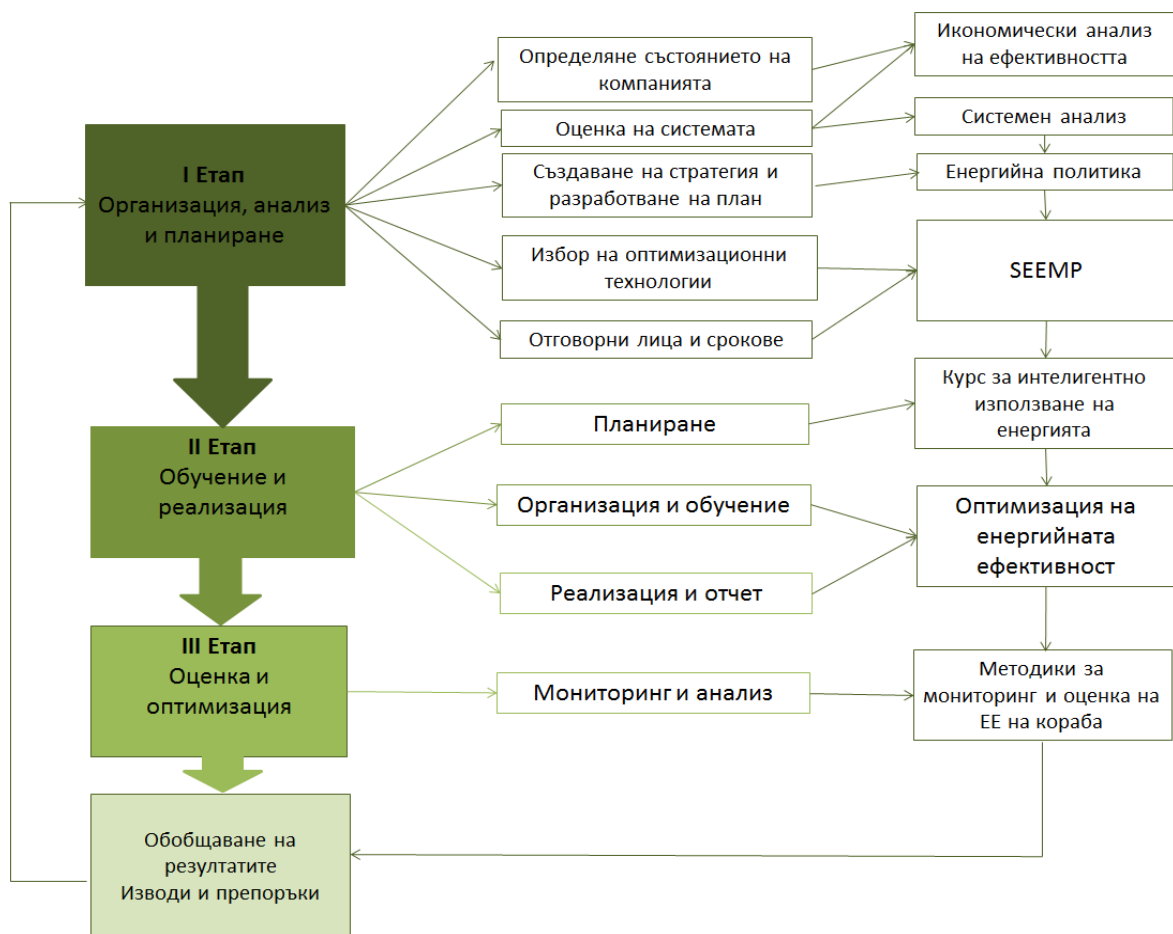 I Етап
Организация, анализ
и планиране
II Етап
Обучение и
реализация
III Етап
Оценка и
оптимизация
Обобщаване на
резултатите
Изводи и препоръки
Определяне състоянието на
компанията
Оценка на системата
Създаване на стратегия и
разработване на план
Избор на оптимизационни
технологии
Отговорни лица и срокове
Планиране
Организация и обучение
Реализация и отчет
Мониторинг и анализ
Икономически анализ
на ефективността
Системен анализ
Енергийна политика
SEEMP
Курс за интелигентно
използване на
енергията
Оптимизация на
енергийната
ефективност
Методики за
мониторинг и оценка на
ЕЕ на кораба